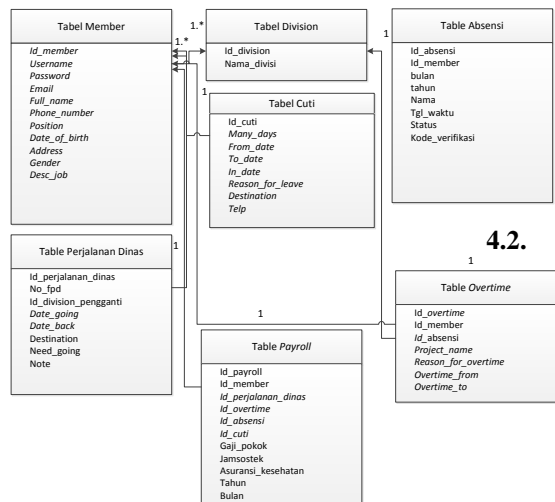 Tabel Member
Id_member
Username
Password
Email
Full_name
Phone_number
Position
Date_of_birth
Address
Gender
Desc_job
1.*
1.*
Tabel Division
Id_division
Nama_divisi
1
Table Absensi
Id_absensi
Id_member
bulan
tahun
Nama
Tgl_waktu
Status
Kode_verifikasi
1
Tabel Cuti
Id_cuti
Many_days
From_date
To_date
In_date
Reason_for_leave
Destination
Telp
Table Perjalanan Dinas
Id_perjalanan_dinas
No_fpd
Id_division_pengganti
Date_going
Date_back
Destination
Need_going
Note
1
4.2.
1
Table Overtime
Id_overtime
Id_member
Id_absensi
Project_name
Reason_for_overtime
Overtime_from
Overtime_to
1
Table Payroll
Id_payroll
Id_member
Id_perjalanan_dinas
Id_overtime
Id_absensi
Id_cuti
Gaji_pokok
Jamsostek
Asuransi_kesehatan
Tahun
Bulan